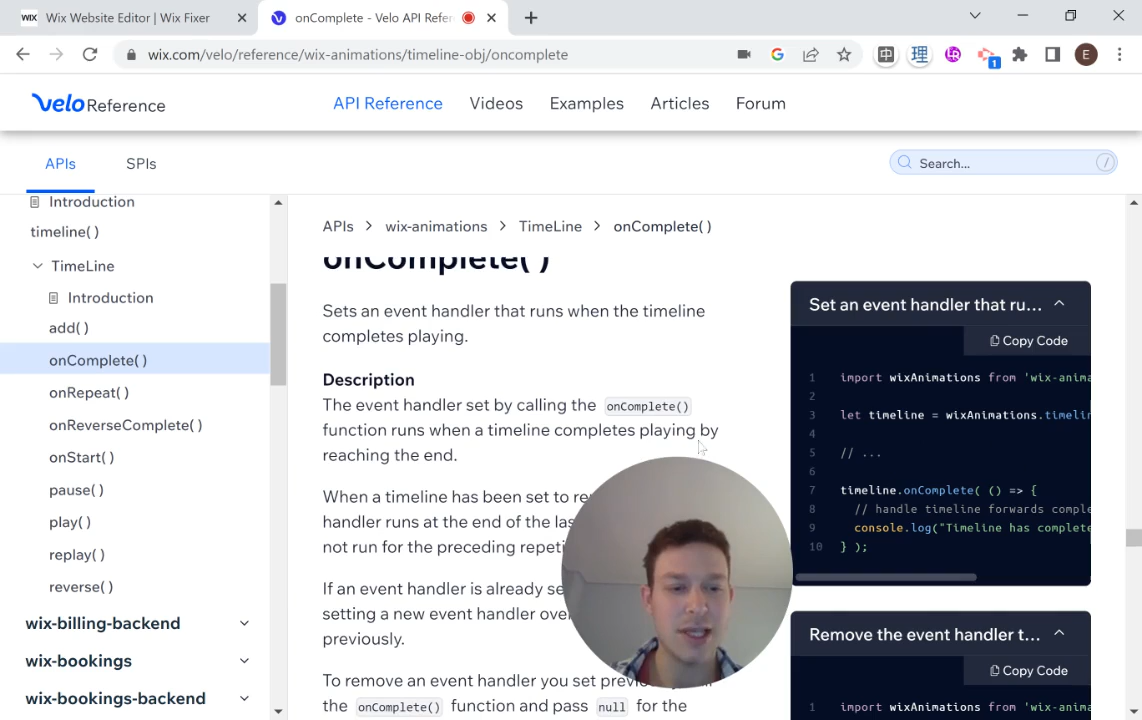 WIX Wix Website Editor | Wix Fixer
onComplete - Velo API Refer
wix.com/velo/reference/wix-animations/timeline-obj/oncomplete
中
理
1
E
velo Reference
API Reference Videos Examples Articles Forum
APIs SPIs
Search... /
Introduction
timeline( )
TimeLine
Introduction
add( )
onComplete( )
onRepeat( )
onReverseComplete( )
onStart( )
pause( )
play( )
replay( )
reverse( )
wix-billing-backend
wix-bookings
wix-bookings-backend
APIs > wix-animations > TimeLine > onComplete( )
onComplete( )
Sets an event handler that runs when the timeline
completes playing.
Description
The event handler set by calling the onComplete()
function runs when a timeline completes playing by
reaching the end.
When a timeline has been set to
handler runs at the end of the
not run for the preceding
If an event handler is already
setting a new event handler
previously.
To remove an event handler you set
the onComplete() function and pass null for the
Set an event handler that ru...
Copy Code
1 import wixAnimations from 'wix-anima
2
3 let timeline = wixAnimations.timelin
4
5 // ...
6
7 timeline.onComplete( () => {
8 // handle timeline forwards comple
9 console.log("Timeline has complete
10 } );
Remove the event handler t...
Copy Code
1 import wixAnimations from 'wix-anima